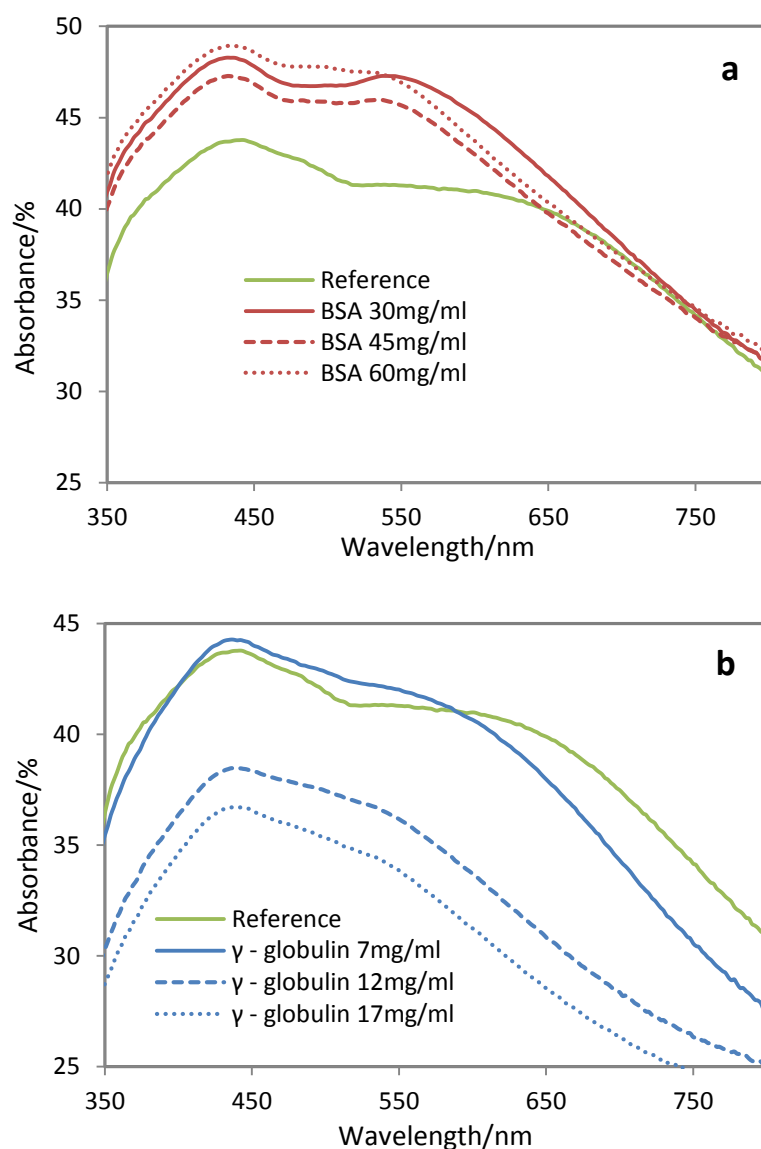 50
a
45
40
35
30
25
Absorbance/%
Reference
BSA 30mg/ml
BSA 45mg/ml
BSA 60mg/ml
350
450
550
650
750
Wavelength/nm
45
b
40
35
30
25
Absorbance/%
Reference
γ - globulin 7mg/ml
γ - globulin 12mg/ml
γ - globulin 17mg/ml
350
450
550
650
750
Wavelength/nm